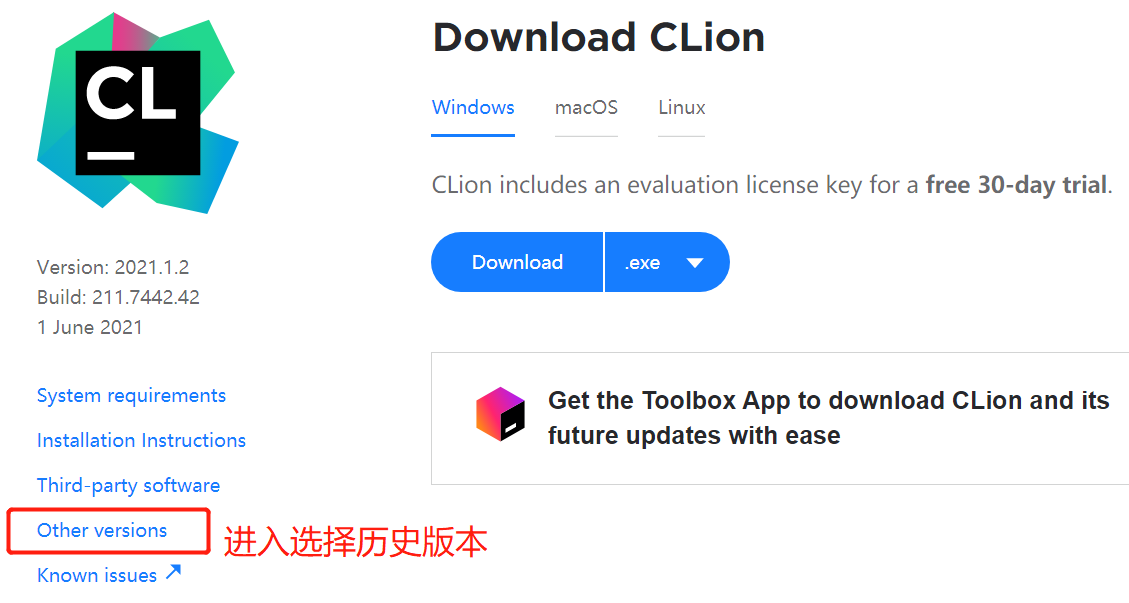 CL
Download CLion
Windows macOS Linux
CLion includes an evaluation license key for a free 30-day trial.
Download .exe
Version: 2021.1.2
Build: 211.7442.42
1 June 2021
Get the Toolbox App to download CLion and its
future updates with ease
System requirements
Installation Instructions
Third-party software
Other versions
进入选择历史版本
Known issues ↗